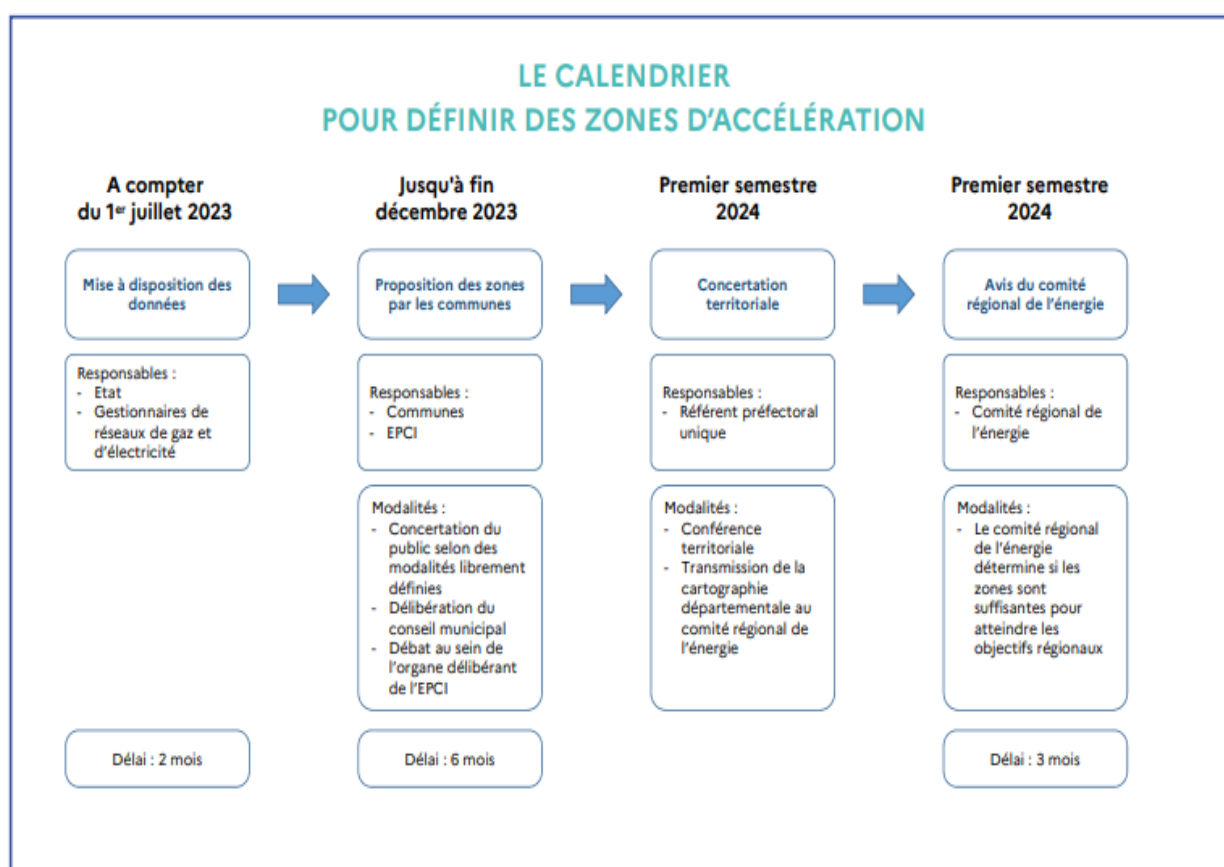 LE CALENDRIER
POUR DÉFINIR DES ZONES D'ACCÉLÉRATION
A compter
du 1er juillet 2023
Mise à disposition des
données
Responsables :
- Etat
- Gestionnaires de
réseaux de gaz et
d'électricité
Délai : 2 mois
Jusqu'à fin
décembre 2023
Proposition des zones
par les communes
Responsables :
- Communes
- EPCI
Modalités :
- Concertation du
public selon des
modalités librement
définies
- Délibération du
conseil municipal
- Débat au sein de
l'organe délibérant
de l'EPCI
Délai : 6 mois
Premier semestre
2024
Concertation
territoriale
Responsables :
- Référent préfectoral
unique
Modalités :
- Conférence
territoriale
- Transmission de la
cartographie
départementale au
comité régional de
l'énergie
Premier semestre
2024
Avis du comité
régional de l'énergie
Responsables :
- Comité régional de
l'énergie
Modalités :
- Le comité régional
de l'énergie
détermine si les
zones sont
suffisantes pour
atteindre les
objectifs régionaux
Délai : 3 mois